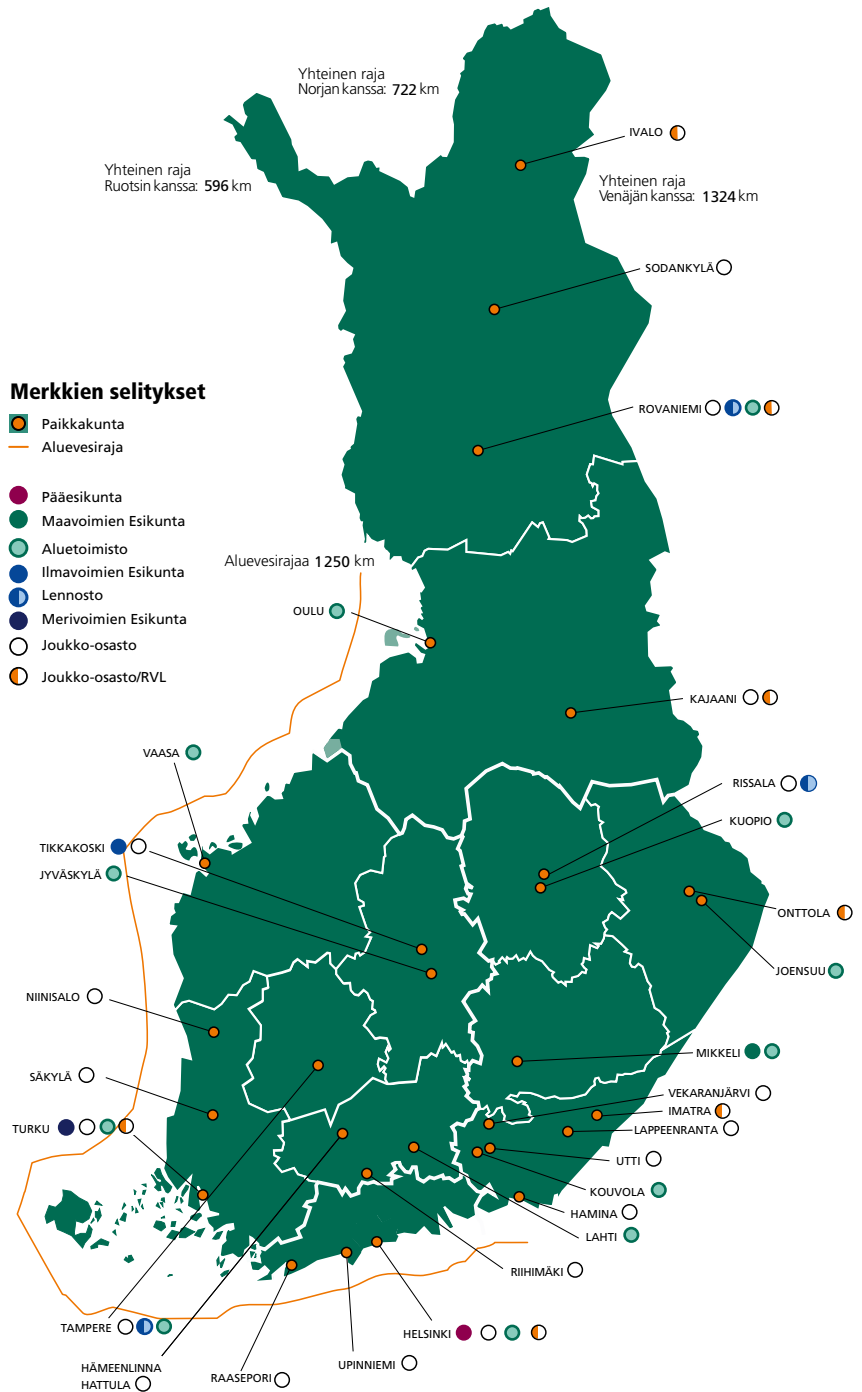 Yhteinen raja
Norjan kanssa: 722 km
IVALO
Yhteinen raja
Ruotsin kanssa: 596 km
Yhteinen raja
Venäjän kanssa: 1324 km
SODANKYLÄ
Merkkien selitykset
Paikkakunta
Aluevesiraja
Pääesikunta
Maavoimien Esikunta
Aluetoimisto
Ilmavoimien Esikunta
Lennosto
Merivoimien Esikunta
Joukko-osasto
Joukko-osasto/RVL
ROVANIEMI
Aluevesirajaa 1250 km
OULU
KAJAANI
VAASA
RISSALA
KUOPIO
TIKKAKOSKI
JYVÄSKYLÄ
ONTTOLA
JOENSUU
NIINISALO
MIKKELI
SÄKYLÄ
VEKARANJÄRVI
IMATRA
TURKU
LAPPEENRANTA
UTTI
KOUVOLA
HAMINA
LAHTI
RIIHIMÄKI
TAMPERE
HELSINKI
HÄMEENLINNA
HATTULA
RAASEPORI
UPINNIEMI